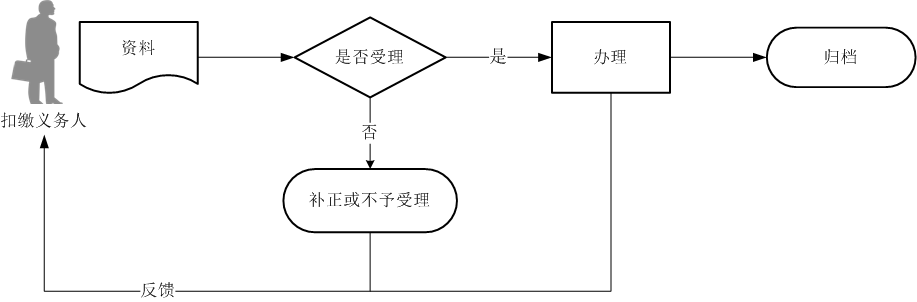 资料
是否受理
是
办理
归档
扣缴义务人
否
补正或不予受理
反馈